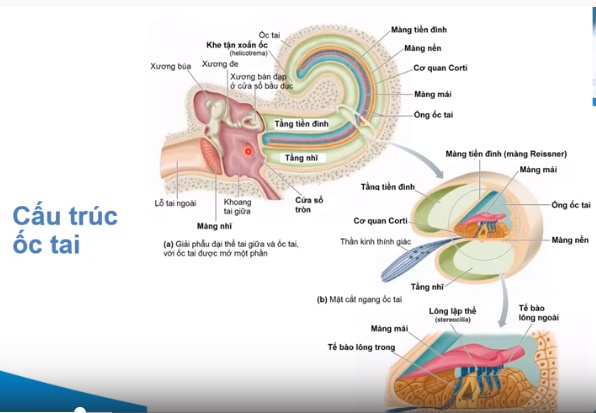 Ốc tai
Khe tận xoắn ốc
(helicotrema)
Xương búa
Xương đe
Xương bàn đạp
ở cửa sổ bầu dục
Màng tiền đình
Màng nền
Cơ quan Corti
Màng mái
Ống ốc tai
Tầng tiền đình
Tầng nhĩ
Lỗ tai ngoài
Khoang
tai giữa
Màng nhĩ
Cửa sổ
tròn
Cấu trúc
ốc tai
(a) Giải phẫu đại thể tai giữa và ốc tai,
với ốc tai được mở một phần
Màng tiền đình (màng Reissner)
Màng mái
Tầng tiền đình
Ống ốc tai
Cơ quan Corti
Thần kinh thính giác
Màng nền
Tầng nhĩ
(b) Mặt cắt ngang ốc tai
Lông lập thể
(stereocilia)
Tế bào
lông ngoài
Màng mái
Tế bào lông trong